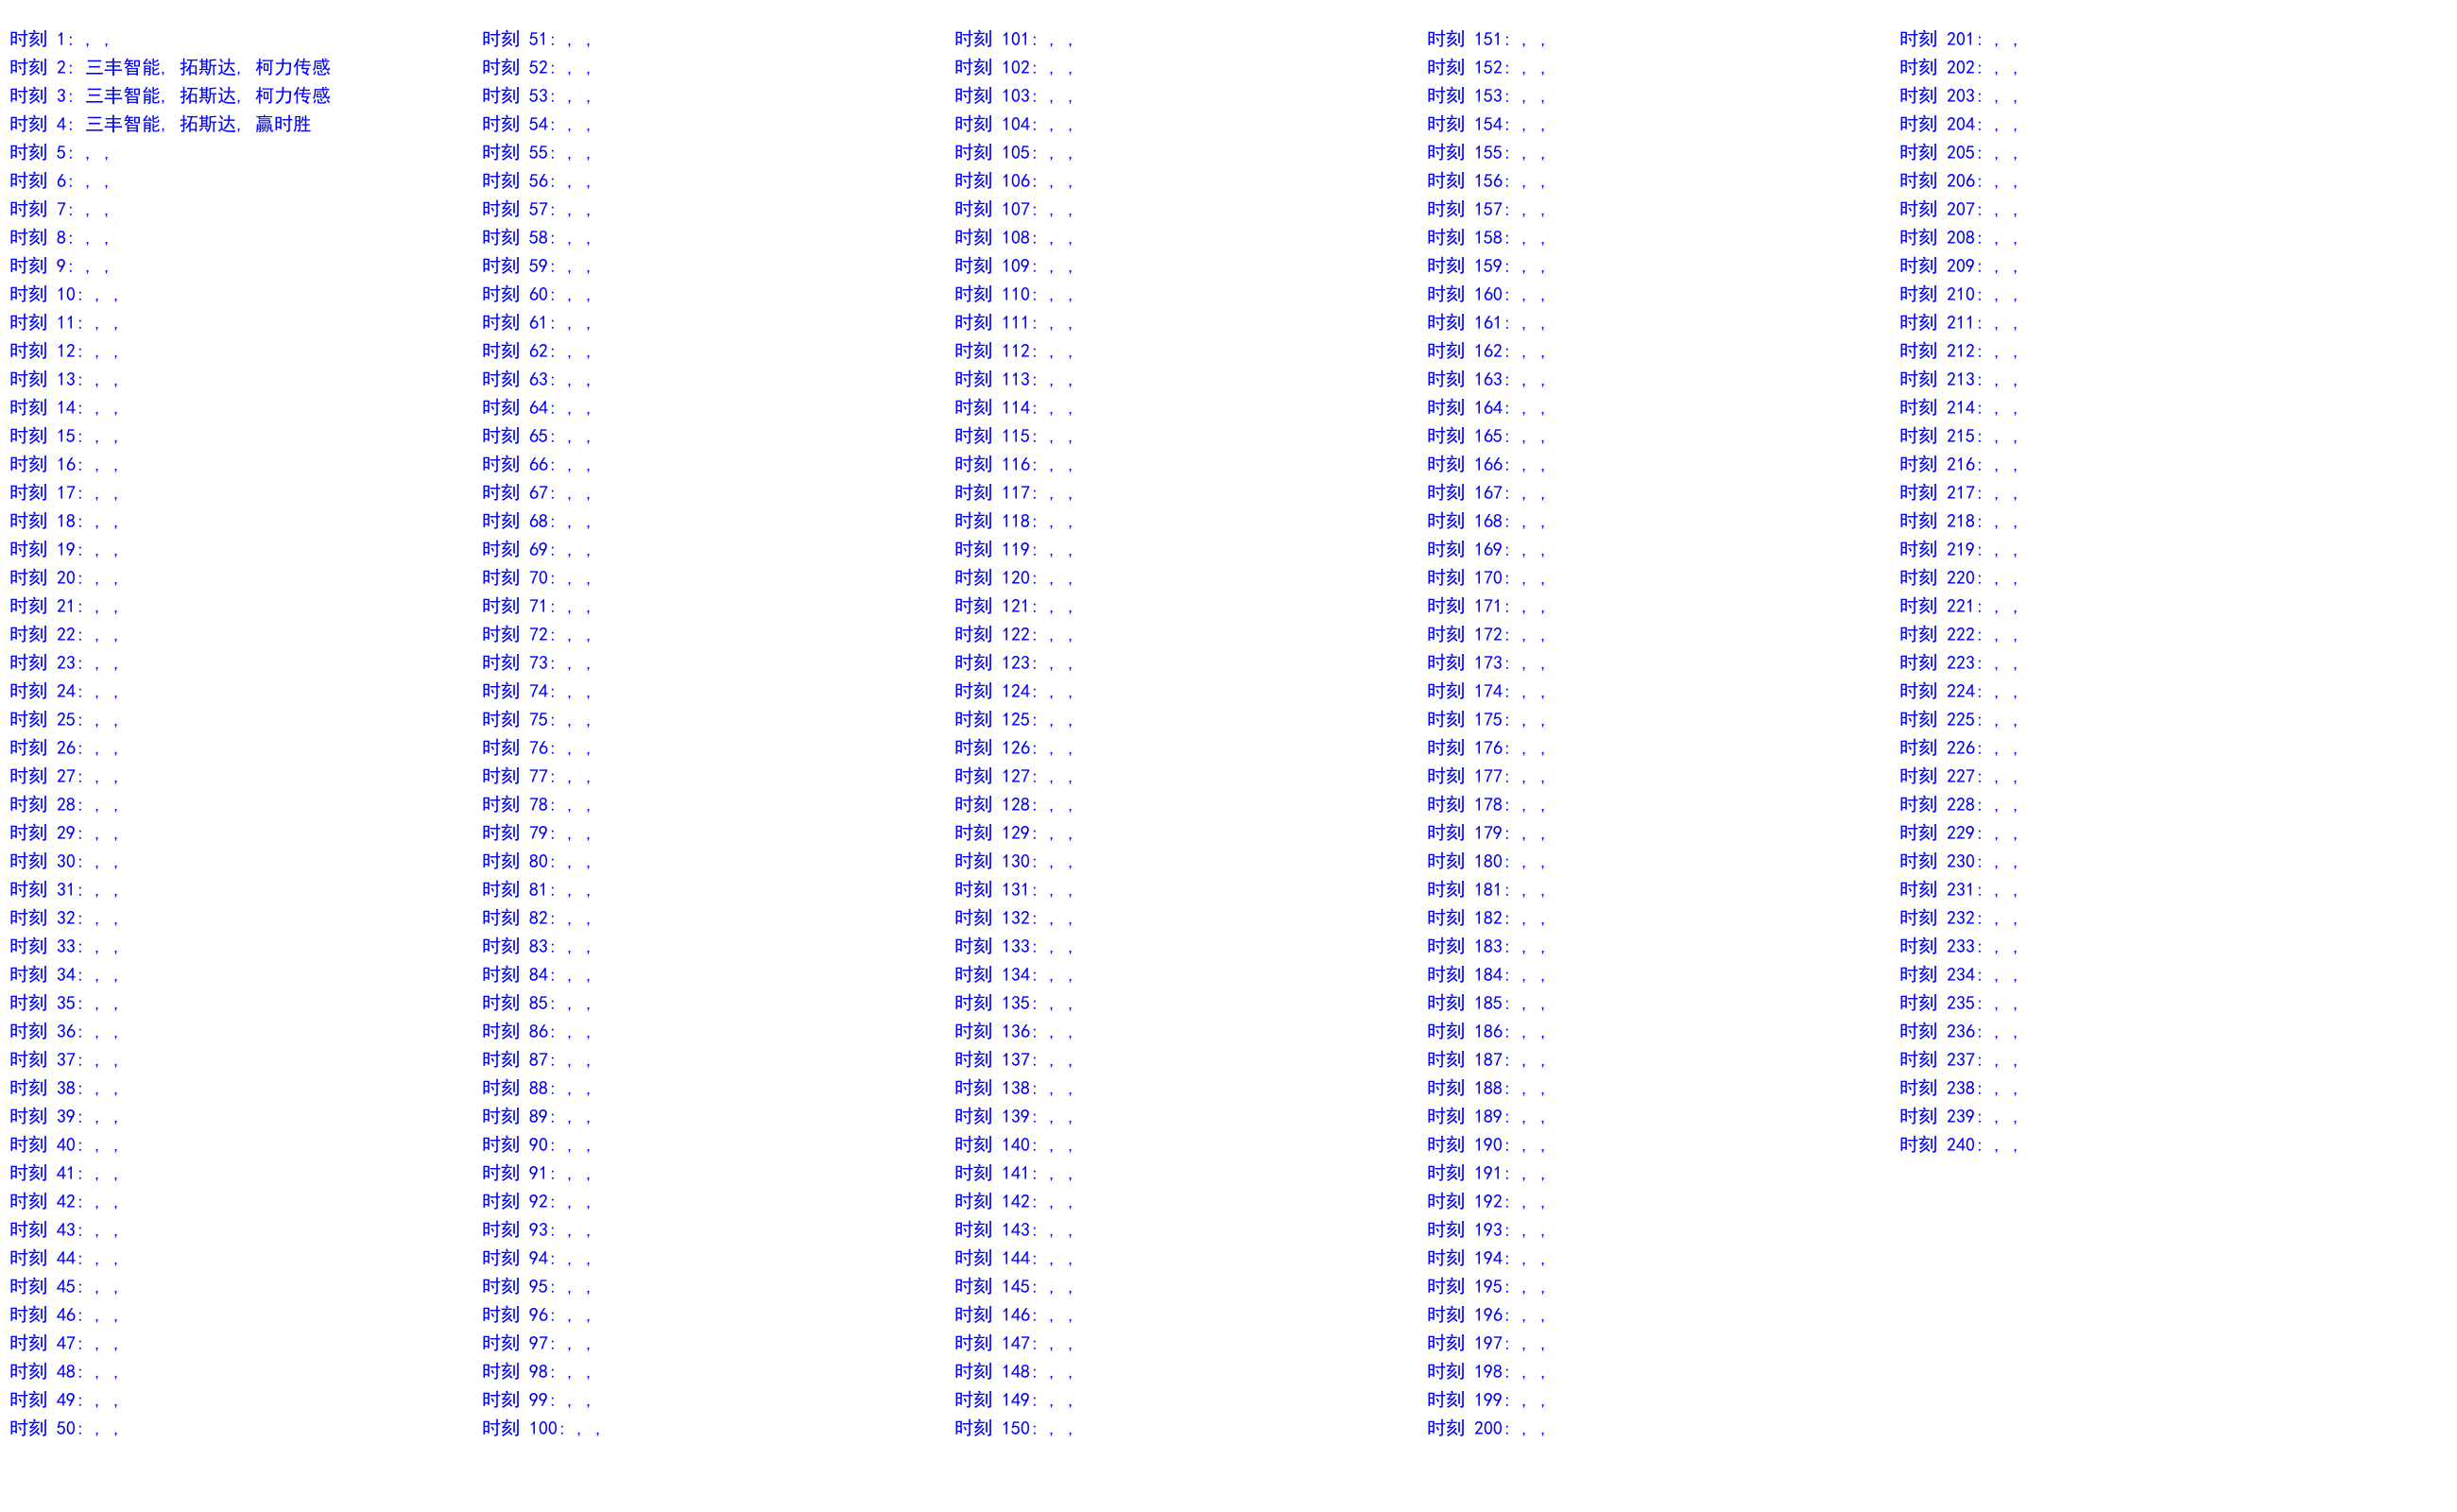 时刻 1: , ,
时刻 2: 三丰智能, 拓斯达, 柯力传感
时刻 3: 三丰智能, 拓斯达, 柯力传感
时刻 4: 三丰智能, 拓斯达, 赢时胜
时刻 5: , ,
时刻 6: , ,
时刻 7: , ,
时刻 8: , ,
时刻 9: , ,
时刻 10: , ,
时刻 11: , ,
时刻 12: , ,
时刻 13: , ,
时刻 14: , ,
时刻 15: , ,
时刻 16: , ,
时刻 17: , ,
时刻 18: , ,
时刻 19: , ,
时刻 20: , ,
时刻 21: , ,
时刻 22: , ,
时刻 23: , ,
时刻 24: , ,
时刻 25: , ,
时刻 26: , ,
时刻 27: , ,
时刻 28: , ,
时刻 29: , ,
时刻 30: , ,
时刻 31: , ,
时刻 32: , ,
时刻 33: , ,
时刻 34: , ,
时刻 35: , ,
时刻 36: , ,
时刻 37: , ,
时刻 38: , ,
时刻 39: , ,
时刻 40: , ,
时刻 41: , ,
时刻 42: , ,
时刻 43: , ,
时刻 44: , ,
时刻 45: , ,
时刻 46: , ,
时刻 47: , ,
时刻 48: , ,
时刻 49: , ,
时刻 50: , ,
时刻 51: , ,
时刻 52: , ,
时刻 53: , ,
时刻 54: , ,
时刻 55: , ,
时刻 56: , ,
时刻 57: , ,
时刻 58: , ,
时刻 59: , ,
时刻 60: , ,
时刻 61: , ,
时刻 62: , ,
时刻 63: , ,
时刻 64: , ,
时刻 65: , ,
时刻 66: , ,
时刻 67: , ,
时刻 68: , ,
时刻 69: , ,
时刻 70: , ,
时刻 71: , ,
时刻 72: , ,
时刻 73: , ,
时刻 74: , ,
时刻 75: , ,
时刻 76: , ,
时刻 77: , ,
时刻 78: , ,
时刻 79: , ,
时刻 80: , ,
时刻 81: , ,
时刻 82: , ,
时刻 83: , ,
时刻 84: , ,
时刻 85: , ,
时刻 86: , ,
时刻 87: , ,
时刻 88: , ,
时刻 89: , ,
时刻 90: , ,
时刻 91: , ,
时刻 92: , ,
时刻 93: , ,
时刻 94: , ,
时刻 95: , ,
时刻 96: , ,
时刻 97: , ,
时刻 98: , ,
时刻 99: , ,
时刻 100: , ,
时刻 101: , ,
时刻 102: , ,
时刻 103: , ,
时刻 104: , ,
时刻 105: , ,
时刻 106: , ,
时刻 107: , ,
时刻 108: , ,
时刻 109: , ,
时刻 110: , ,
时刻 111: , ,
时刻 112: , ,
时刻 113: , ,
时刻 114: , ,
时刻 115: , ,
时刻 116: , ,
时刻 117: , ,
时刻 118: , ,
时刻 119: , ,
时刻 120: , ,
时刻 121: , ,
时刻 122: , ,
时刻 123: , ,
时刻 124: , ,
时刻 125: , ,
时刻 126: , ,
时刻 127: , ,
时刻 128: , ,
时刻 129: , ,
时刻 130: , ,
时刻 131: , ,
时刻 132: , ,
时刻 133: , ,
时刻 134: , ,
时刻 135: , ,
时刻 136: , ,
时刻 137: , ,
时刻 138: , ,
时刻 139: , ,
时刻 140: , ,
时刻 141: , ,
时刻 142: , ,
时刻 143: , ,
时刻 144: , ,
时刻 145: , ,
时刻 146: , ,
时刻 147: , ,
时刻 148: , ,
时刻 149: , ,
时刻 150: , ,
时刻 151: , ,
时刻 152: , ,
时刻 153: , ,
时刻 154: , ,
时刻 155: , ,
时刻 156: , ,
时刻 157: , ,
时刻 158: , ,
时刻 159: , ,
时刻 160: , ,
时刻 161: , ,
时刻 162: , ,
时刻 163: , ,
时刻 164: , ,
时刻 165: , ,
时刻 166: , ,
时刻 167: , ,
时刻 168: , ,
时刻 169: , ,
时刻 170: , ,
时刻 171: , ,
时刻 172: , ,
时刻 173: , ,
时刻 174: , ,
时刻 175: , ,
时刻 176: , ,
时刻 177: , ,
时刻 178: , ,
时刻 179: , ,
时刻 180: , ,
时刻 181: , ,
时刻 182: , ,
时刻 183: , ,
时刻 184: , ,
时刻 185: , ,
时刻 186: , ,
时刻 187: , ,
时刻 188: , ,
时刻 189: , ,
时刻 190: , ,
时刻 191: , ,
时刻 192: , ,
时刻 193: , ,
时刻 194: , ,
时刻 195: , ,
时刻 196: , ,
时刻 197: , ,
时刻 198: , ,
时刻 199: , ,
时刻 200: , ,
时刻 201: , ,
时刻 202: , ,
时刻 203: , ,
时刻 204: , ,
时刻 205: , ,
时刻 206: , ,
时刻 207: , ,
时刻 208: , ,
时刻 209: , ,
时刻 210: , ,
时刻 211: , ,
时刻 212: , ,
时刻 213: , ,
时刻 214: , ,
时刻 215: , ,
时刻 216: , ,
时刻 217: , ,
时刻 218: , ,
时刻 219: , ,
时刻 220: , ,
时刻 221: , ,
时刻 222: , ,
时刻 223: , ,
时刻 224: , ,
时刻 225: , ,
时刻 226: , ,
时刻 227: , ,
时刻 228: , ,
时刻 229: , ,
时刻 230: , ,
时刻 231: , ,
时刻 232: , ,
时刻 233: , ,
时刻 234: , ,
时刻 235: , ,
时刻 236: , ,
时刻 237: , ,
时刻 238: , ,
时刻 239: , ,
时刻 240: , ,